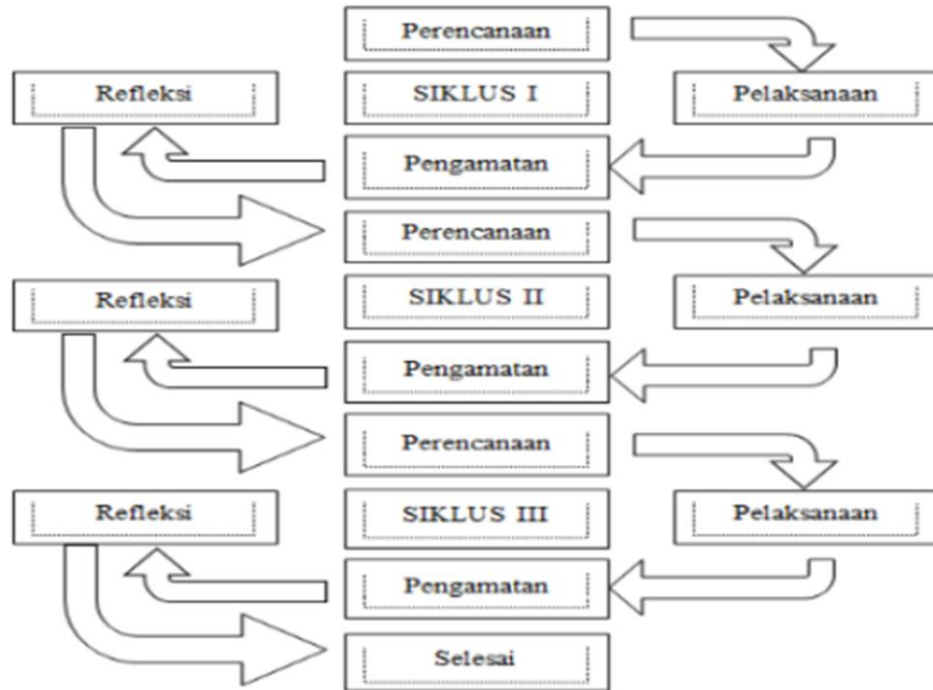 Perencanaan
Refleksi
SIKLUS I
Pelaksanaan
Pengamatan
Perencanaan
Refleksi
SIKLUS II
Pelaksanaan
Pengamatan
Perencanaan
Refleksi
SIKLUS III
Pelaksanaan
Pengamatan
Selesai